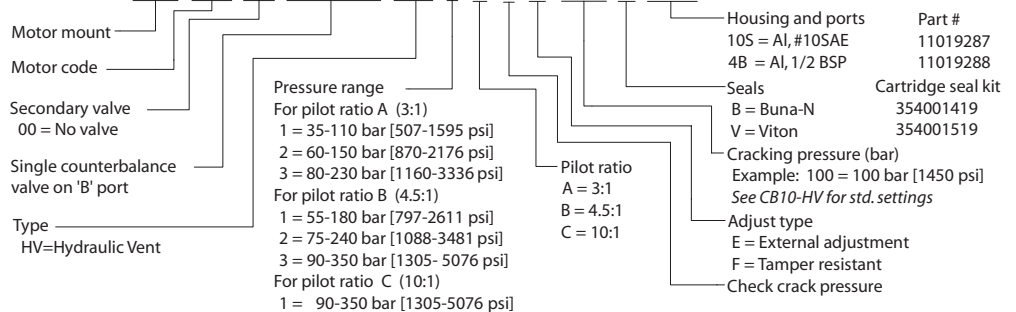 Motor mount
Motor code
Secondary valve
00 = No valve
Single counterbalance
valve on 'B' port
Type
HV=Hydraulic Vent
Pressure range
For pilot ratio A (3:1)
1 = 35-110 bar [507-1595 psi]
2 = 60-150 bar [870-2176 psi]
3 = 80-230 bar [1160-3336 psi]
For pilot ratio B (4.5:1)
1 = 55-180 bar [797-2611 psi]
2 = 75-240 bar [1088-3481 psi]
3 = 90-350 bar [1305- 5076 psi]
For pilot ratio C (10:1)
1 = 90-350 bar [1305-5076 psi]
Pilot ratio
A = 3:1
B = 4.5:1
C = 10:1
Housing and ports Part #
10S = Al, #10SAE 11019287
4B = Al, 1/2 BSP 11019288
Seals Cartridge seal kit
B = Buna-N 354001419
V = Viton 354001519
Cracking pressure (bar)
Example: 100 = 100 bar [1450 psi]
See CB10-HV for std. settings
Adjust type
E = External adjustment
F = Tamper resistant
Check crack pressure